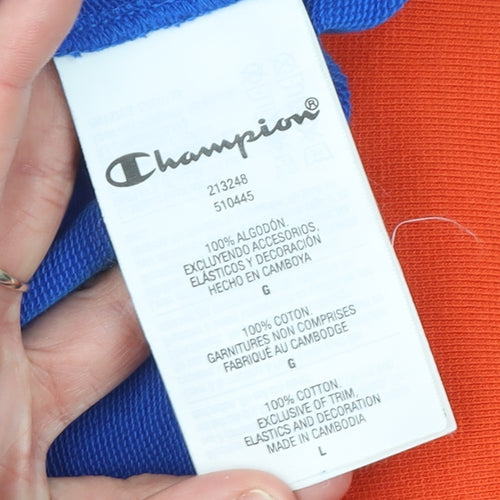 Champion®
213248
510445
100% ALGODÓN.
EXCLUYENDO ACCESORIOS,
ELÁSTICOS Y DECORACIÓN
HECHO EN CAMBOYA
G
100% COTON.
GARNITURES NON COMPRISES
FABRIQUÉ AU CAMBODGE
G
100% COTTON.
EXCLUSIVE OF TRIM,
ELASTICS AND DECORATION
MADE IN CAMBODIA
L